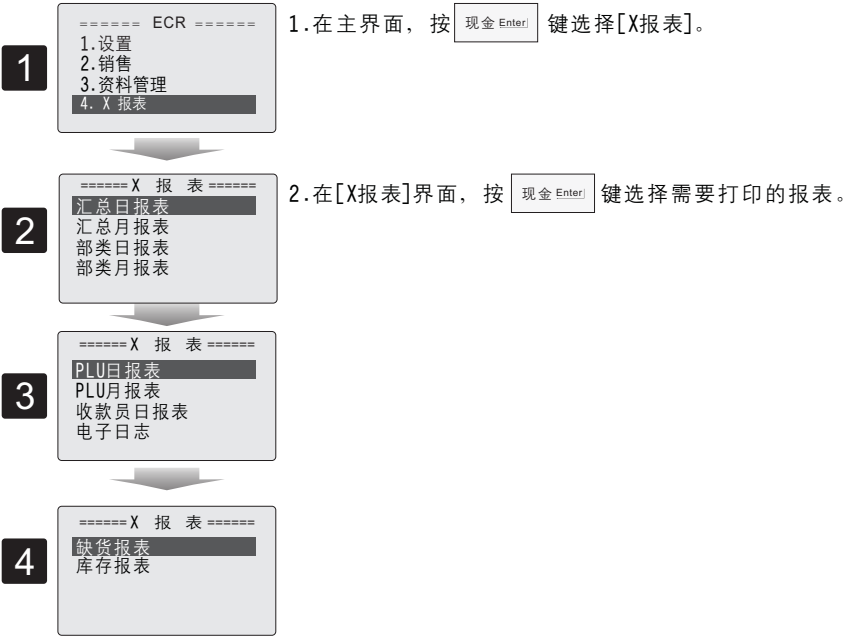 1
====== ECR ======
1.设置
2.销售
3.资料管理
4. X 报表
1.在主界面，按 现金 Enter 键选择[X报表]。
2
======X 报 表======
汇总日报表
汇总月报表
部类日报表
部类月报表
2.在[X报表]界面，按 现金 Enter 键选择需要打印的报表。
3
======X 报 表======
PLU日报表
PLU月报表
收款员日报表
电子日志
4
======X 报 表======
缺货报表
库存报表